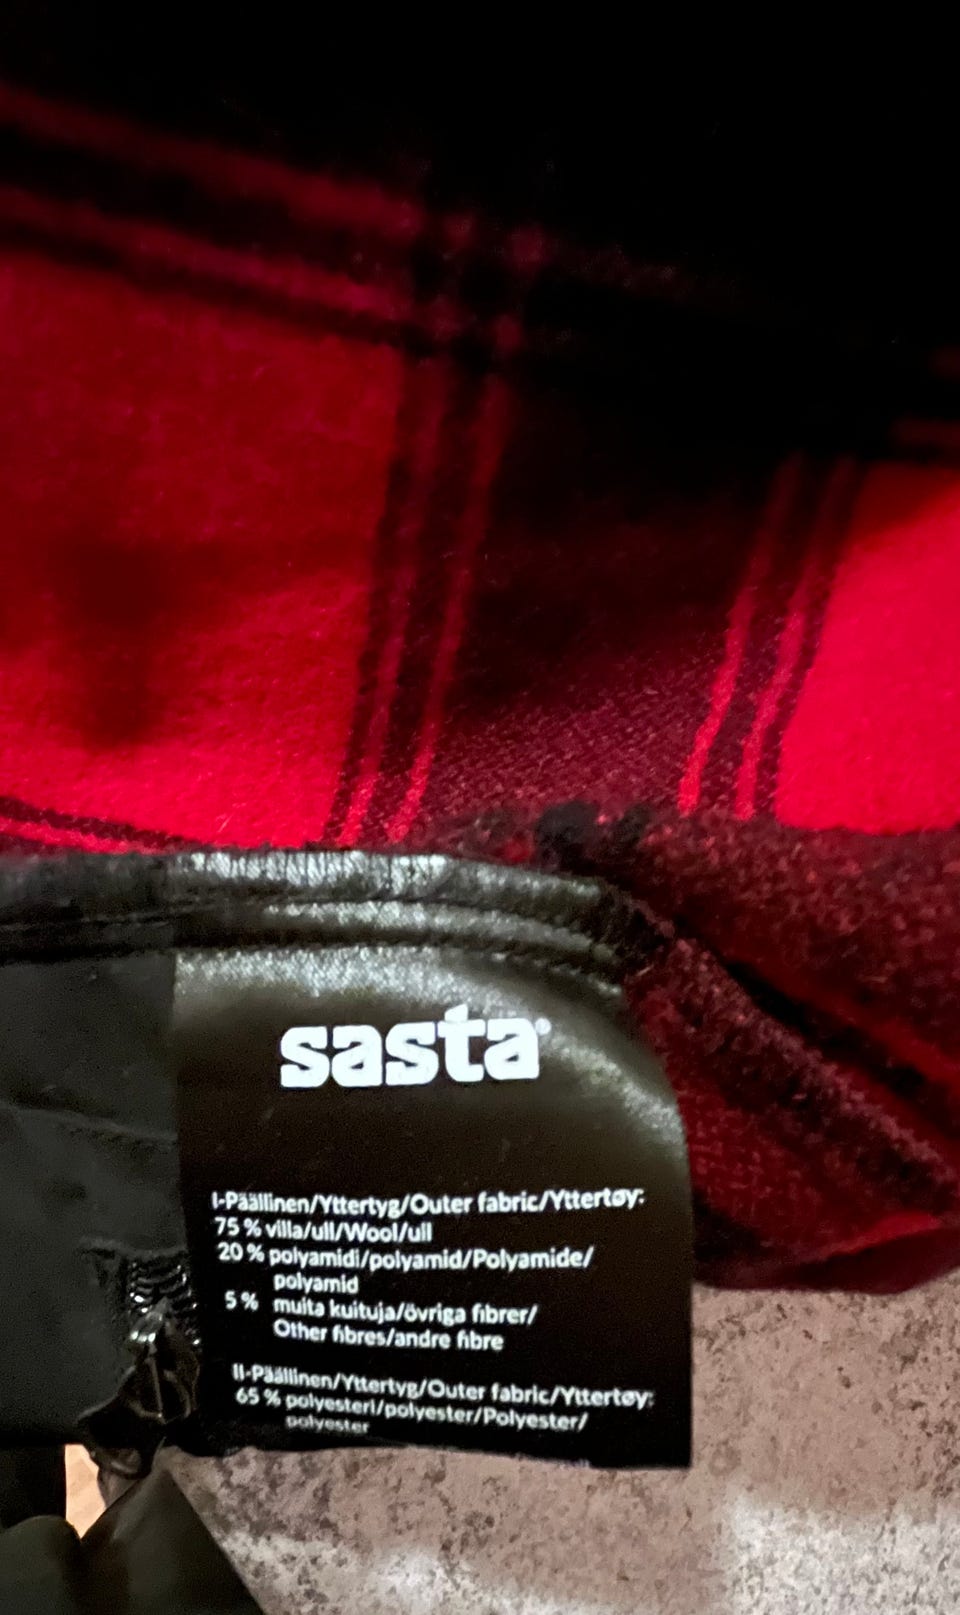 sasta®
I-Päällinen/Yttertyg/Outer fabric/Yttertøy:
75 % villa/ull/Wool/ull
20 % polyamidi/polyamid/Polyamide/
polyamid
5 % muita kuituja/övriga fibrer/
Other fibres/andre fibre
II-Päällinen/Yttertyg/Outer fabric/Yttertøy:
65 % polyesteri/polyester/Polyester/
polyester